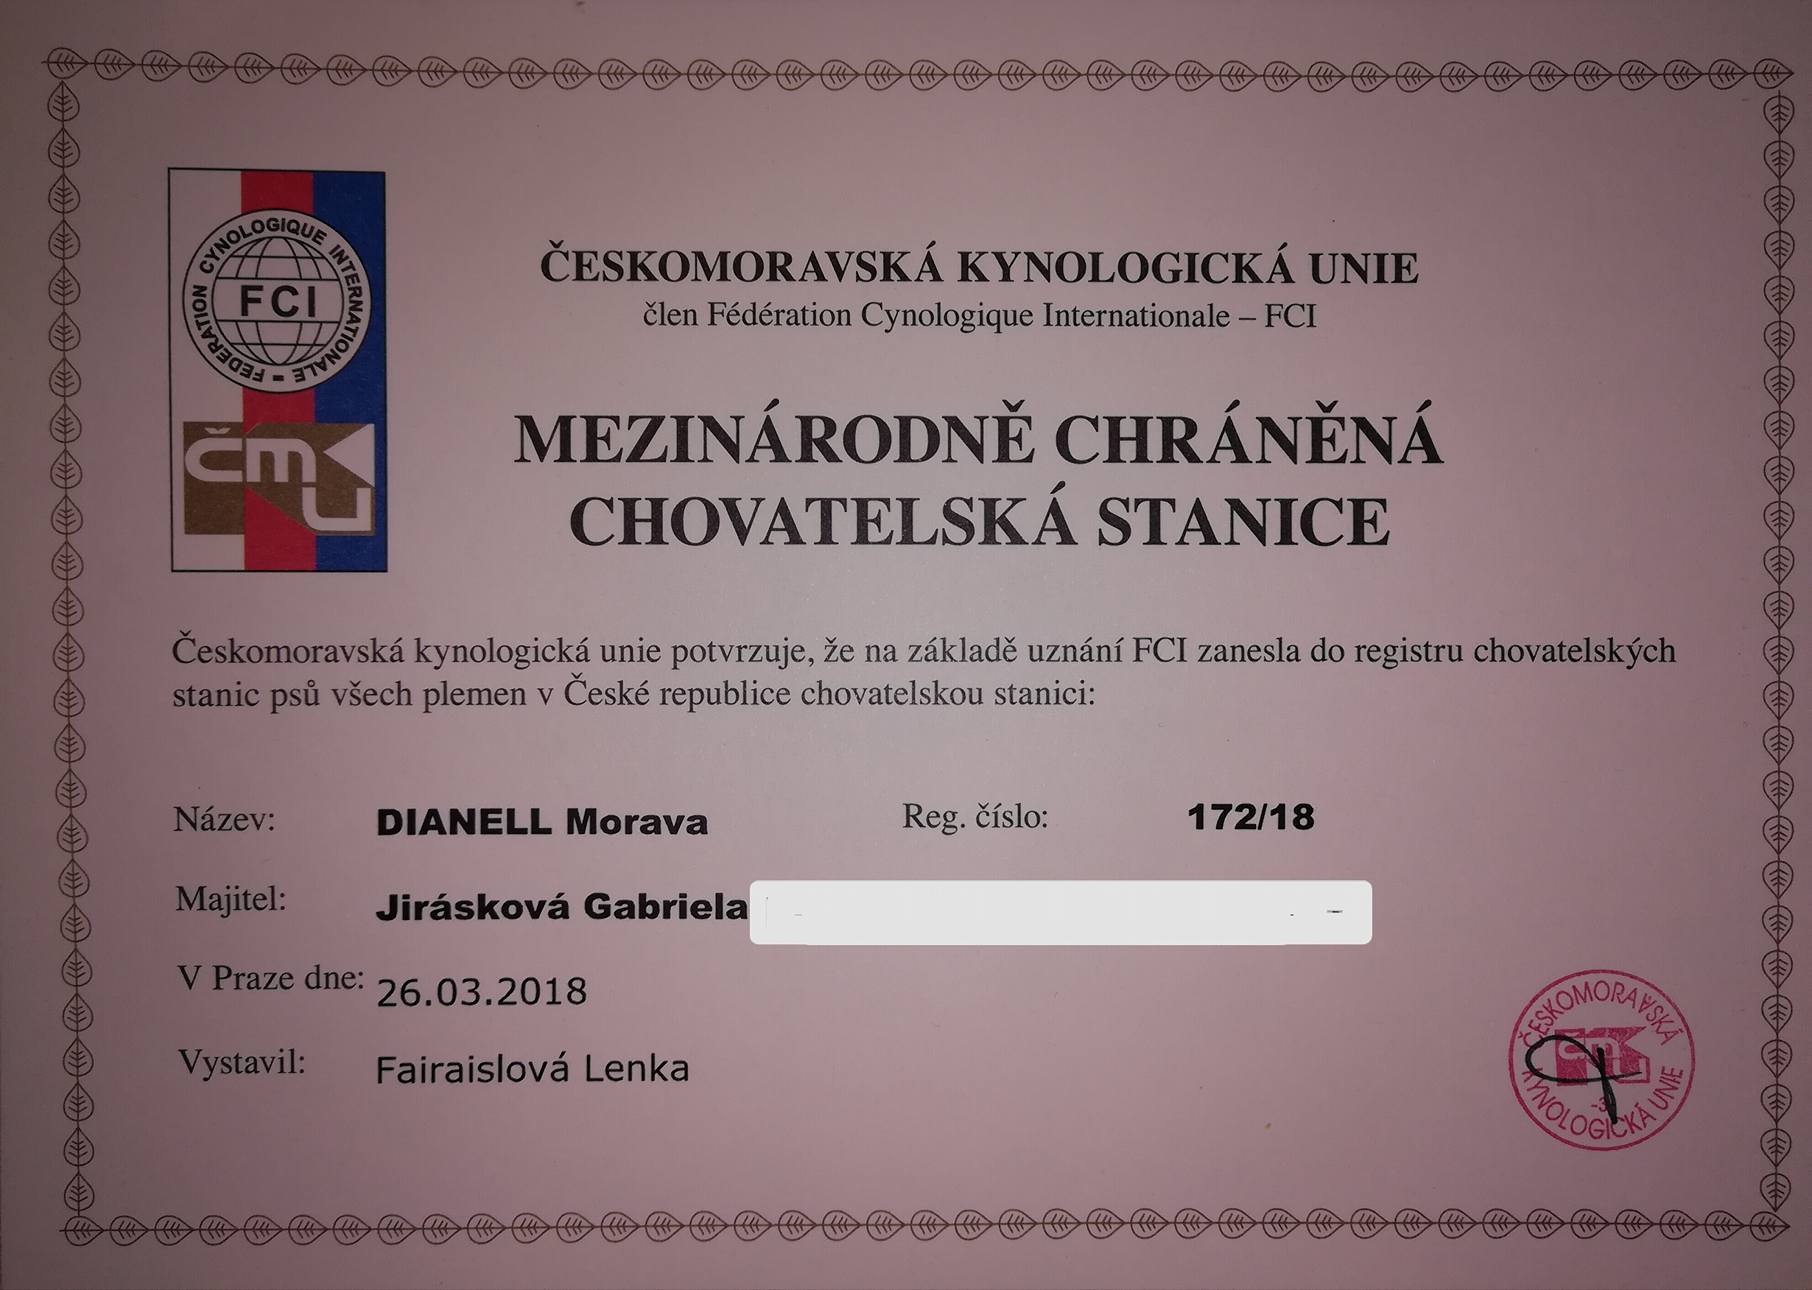 FEDERATION CYNOLOGIQUE INTERNATIONALE =
FCI
čmku
ČESKOMORAVSKÁ KYNOLOGICKÁ UNIE
člen Fédération Cynologique Internationale – FCI
MEZINÁRODNĚ CHRÁNĚNÁ
CHOVATELSKÁ STANICE
Českomoravská kynologická unie potvrzuje, že na základě uznání FCI zanesla do registru chovatelských
stanic psů všech plemen v České republice chovatelskou stanici:
Název: DIANELL Morava Reg. číslo: 172/18
Majitel: Jirásková Gabriela
V Praze dne: 26.03.2018
Vystavil: Fairaislová Lenka
ČESKOMORAVSKÁ
čmku
-3-
KYNOLOGICKÁ UNIE